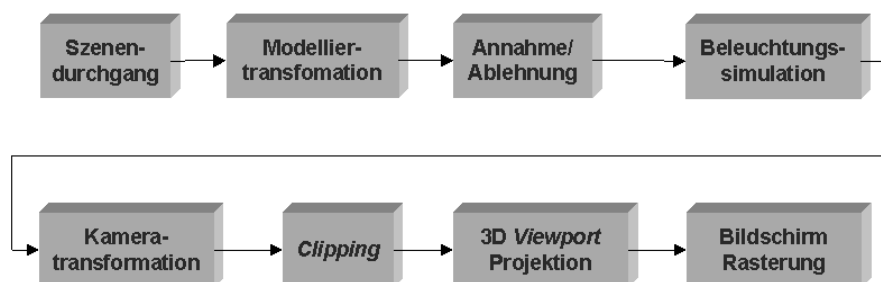 Szenen-
durchgang
Modellier-
transfomation
Annahme/
Ablehnung
Beleuchtungs-
simulation
Kamera-
transformation
Clipping
3D Viewport
Projektion
Bildschirm
Rasterung